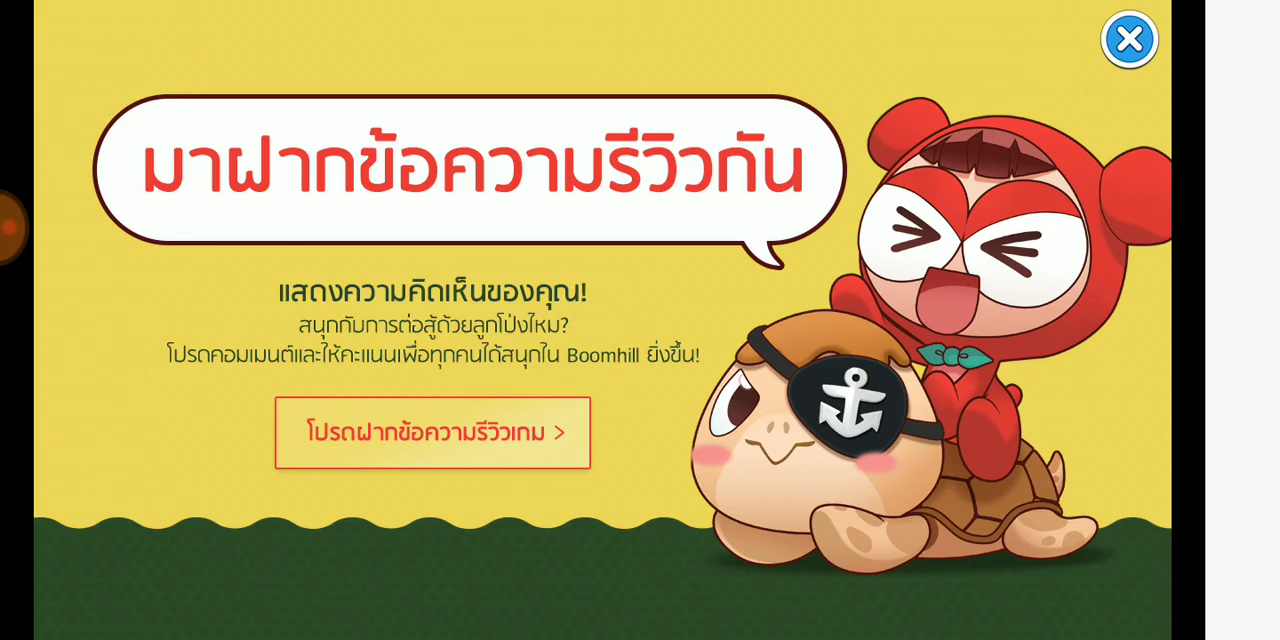 มาฝากข้อความรีวิวกัน
แสดงความคิดเห็นของคุณ!
สนุกกับการต่อสู้ด้วยลูกโป่งไหม?
โปรดคอมเมนต์และให้คะแนนเพื่อทุกคนได้สนุกใน Boomhill ยิ่งขึ้น!
โปรดฝากข้อความรีวิวเกม >